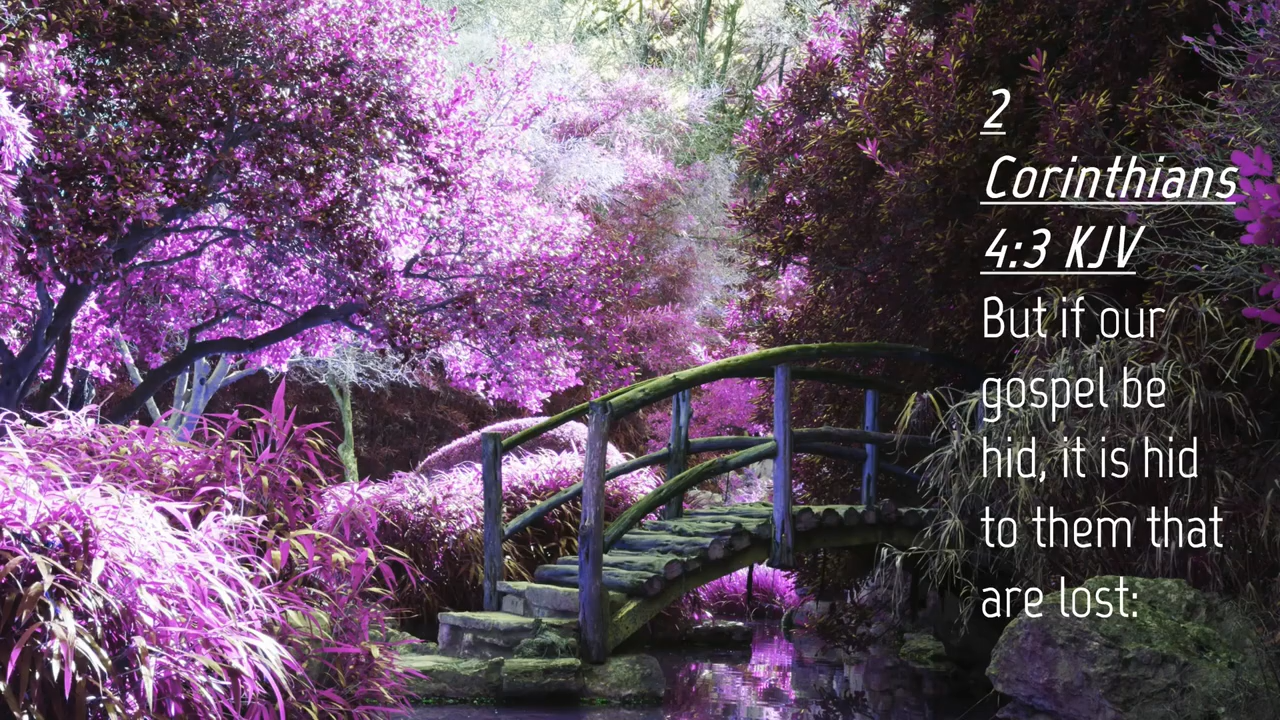 2
Corinthians
4:3 KJV
But if our
gospel be
hid, it is hid
to them that
are lost: